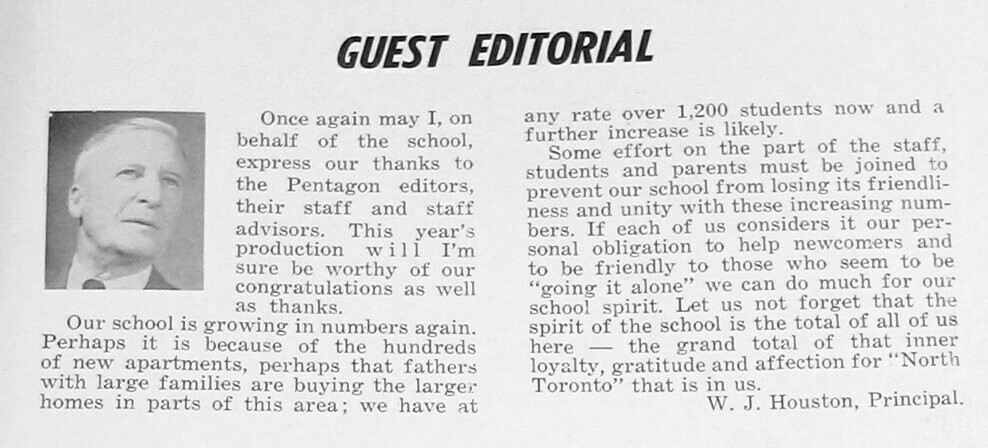 GUEST EDITORIAL
Once again may I, on
behalf of the school,
express our thanks to
the Pentagon editors,
their staff and staff
advisors. This year's
production will I'm
sure be worthy of our
congratulations as well
as thanks.
Our school is growing in numbers again.
Perhaps it is because of the hundreds
of new apartments, perhaps that fathers
with large families are buying the larger
homes in parts of this area; we have at
any rate over 1,200 students now and a
further increase is likely.
Some effort on the part of the staff,
students and parents must be joined to
prevent our school from losing its friendli-
ness and unity with these increasing num-
bers. If each of us considers it our per-
sonal obligation to help newcomers and
to be friendly to those who seem to be
"going it alone" we can do much for our
school spirit. Let us not forget that the
spirit of the school is the total of all of us
here — the grand total of that inner
loyalty, gratitude and affection for "North
Toronto" that is in us.
W. J. Houston, Principal.